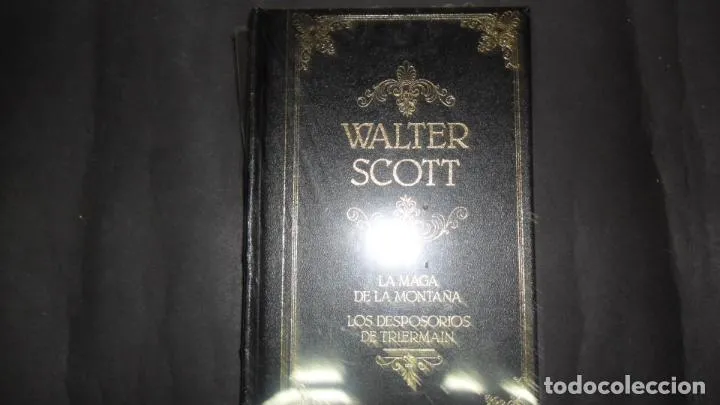 WALTER
SCOTT
LA MAGA
DE LA MONTAÑA
LOS DESPOSORIOS
DE TRIERMAIN
todocoleccion